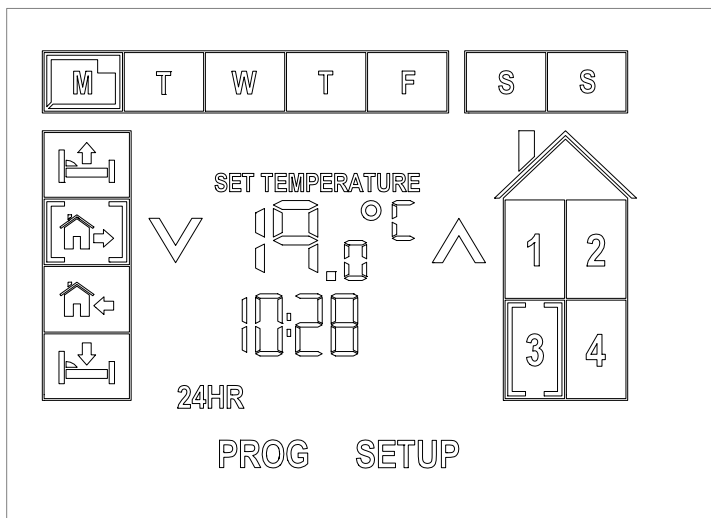 M T W T F S S
SET TEMPERATURE
19.0°C
1 2
10:28
3 4
24HR
PROG SETUP